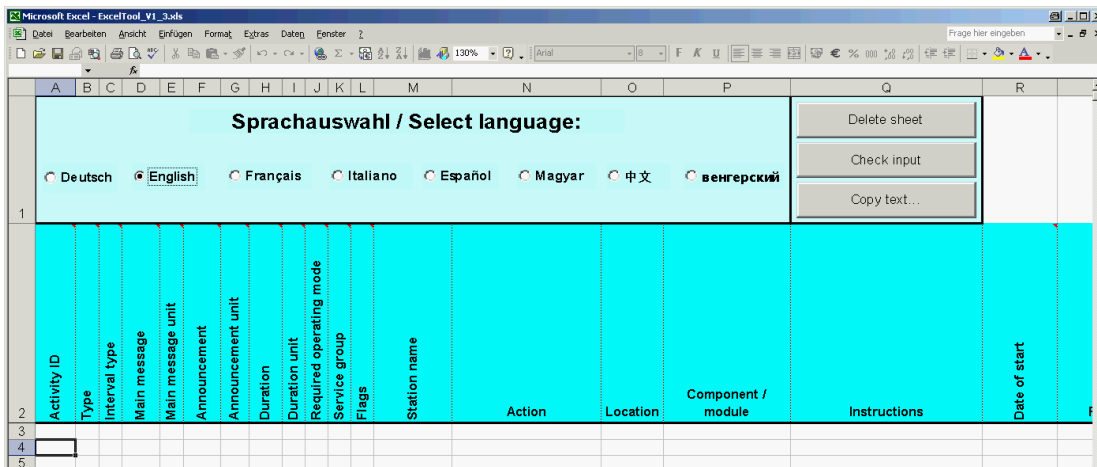 Microsoft Excel - ExcelTool_V1_3.xls
Datei Bearbeiten Ansicht Einfügen Format Extras Daten Fenster ?
Frage hier eingeben
130% Arial 8 F K U € % 000
fx
A B C D E F G H I J K L M N O P Q R
Sprachauswahl / Select language:
Delete sheet
Check input
Copy text...
Deutsch English Français Italiano Español Magyar 中文 венгерский
1
Activity ID
Type
Interval type
Main message
Main message unit
Announcement
Announcement unit
Duration
Duration unit
Required operating mode
Service group
Flags
Station name
Action
Location
Component /
module
Instructions
Date of start
2
3
4
5